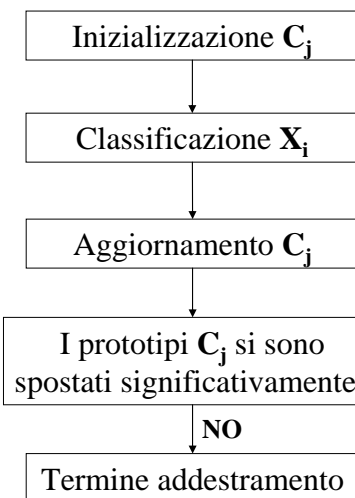 Inizializzazione Cj
Classificazione Xi
Aggiornamento Cj
I prototipi Cj si sono
spostati significativamente
NO
Termine addestramento